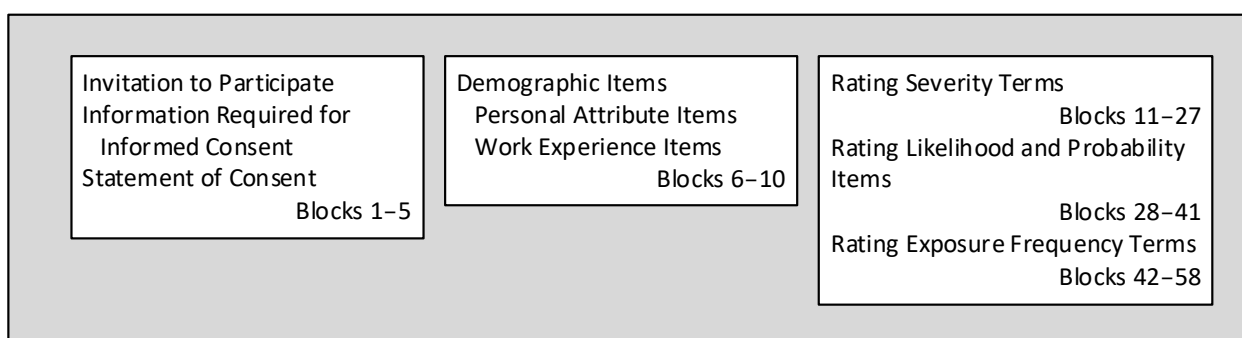 Invitation to Participate
Information Required for
Informed Consent
Statement of Consent
Blocks 1–5
Demographic Items
Personal Attribute Items
Work Experience Items
Blocks 6–10
Rating Severity Terms
Blocks 11–27
Rating Likelihood and Probability
Items
Blocks 28–41
Rating Exposure Frequency Terms
Blocks 42–58